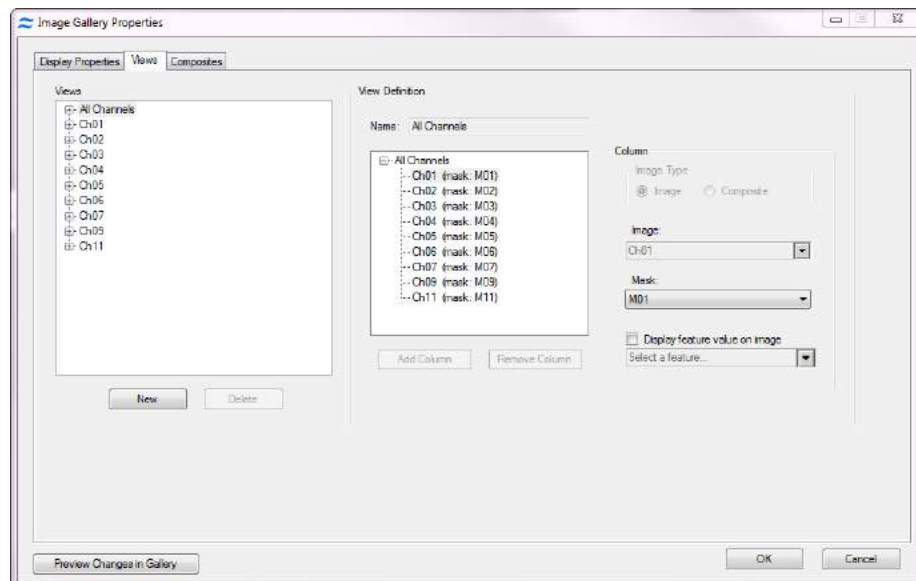 Image Gallery Properties
Display Properties
Views
Composites
Views
All Channels
Ch01
Ch02
Ch03
Ch04
Ch05
Ch06
Ch07
Ch09
Ch11
New
Delete
View Definition
Name: All Channels
All Channels
Ch01 (mask: M01)
Ch02 (mask: M02)
Ch03 (mask: M03)
Ch04 (mask: M04)
Ch05 (mask: M05)
Ch06 (mask: M06)
Ch07 (mask: M07)
Ch09 (mask: M09)
Ch11 (mask: M11)
Add Column
Remove Column
Column
Image Type
Image
Composite
Image:
Ch01
Mask:
M01
Display feature value on image
Select a feature...
Preview Changes in Gallery
OK
Cancel